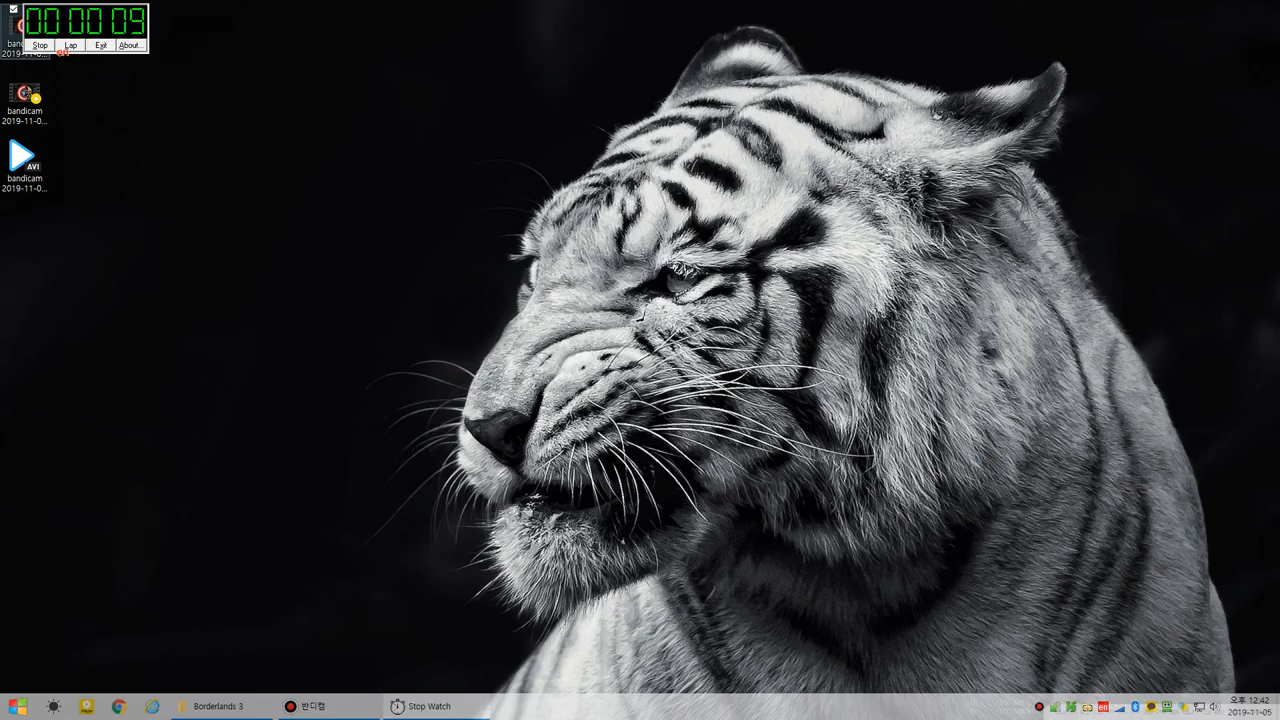 00 00 09
Stop Lap Exit About...
2019-11-0...
bandicam
2019-11-0...
AVI
bandicam
2019-11-0...
Borderlands 3
반디캠
Stop Watch
en
오후 12:42
2019-11-05